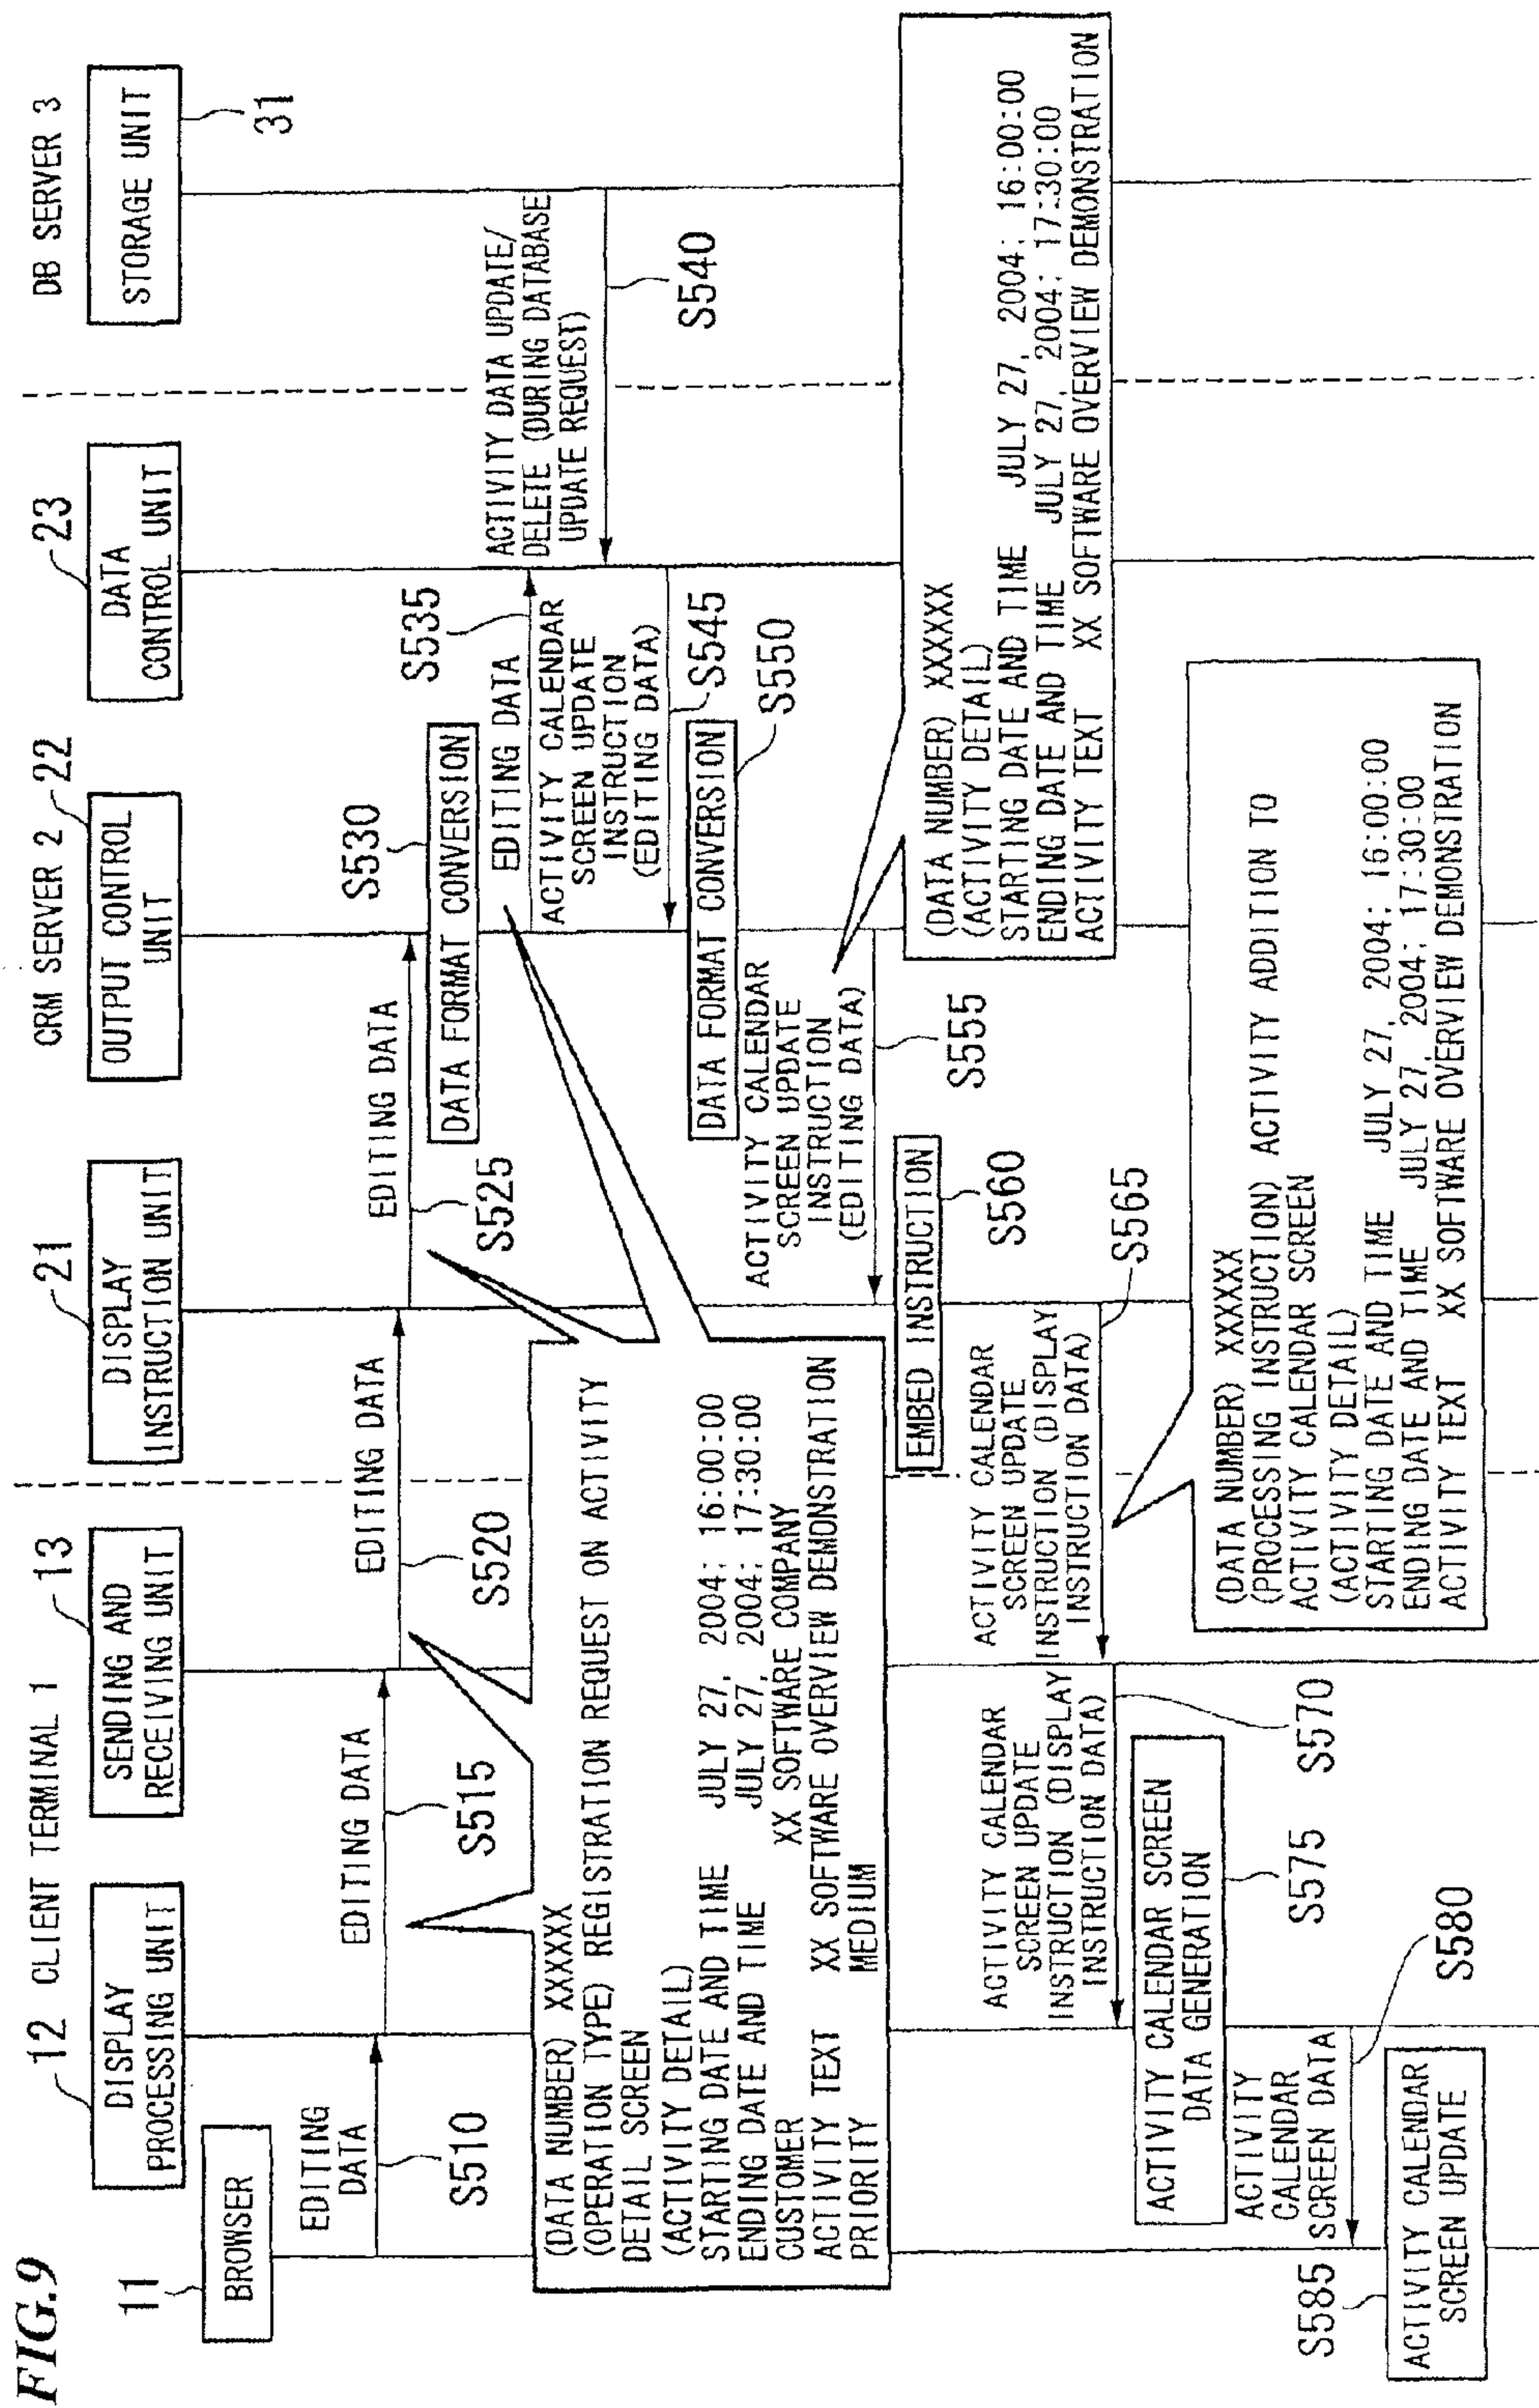 FIG.9
12 CLIENT TERMINAL 1
13
21
CRM SERVER 2
22
23
DB SERVER 3
11
BROWSER
DISPLAY
PROCESSING UNIT
SENDING AND
RECEIVING UNIT
DISPLAY
INSTRUCTION UNIT
OUTPUT CONTROL
UNIT
DATA
CONTROL UNIT
STORAGE UNIT
31
EDITING
DATA
S510
EDITING DATA
S515
EDITING DATA
S520
EDITING DATA
S525
S530
DATA FORMAT CONVERSION
EDITING DATA
S535
ACTIVITY DATA UPDATE/
DELETE (DURING DATABASE
UPDATE REQUEST)
S540
ACTIVITY CALENDAR
SCREEN UPDATE
INSTRUCTION
(EDITING DATA)
S545
DATA FORMAT CONVERSION
S550
(DATA NUMBER) XXXXXX
(OPERATION TYPE) REGISTRATION REQUEST ON ACTIVITY
DETAIL SCREEN
(ACTIVITY DETAIL)
STARTING DATE AND TIME JULY 27, 2004; 16:00:00
ENDING DATE AND TIME JULY 27, 2004; 17:30:00
CUSTOMER XX SOFTWARE COMPANY
ACTIVITY TEXT XX SOFTWARE OVERVIEW DEMONSTRATION
PRIORITY MEDIUM
ACTIVITY CALENDAR
SCREEN UPDATE
INSTRUCTION
(EDITING DATA)
S555
(DATA NUMBER) XXXXXX
(ACTIVITY DETAIL)
STARTING DATE AND TIME JULY 27, 2004; 16:00:00
ENDING DATE AND TIME JULY 27, 2004; 17:30:00
ACTIVITY TEXT XX SOFTWARE OVERVIEW DEMONSTRATION
EMBED INSTRUCTION
S560
ACTIVITY CALENDAR
SCREEN UPDATE
INSTRUCTION (DISPLAY
INSTRUCTION DATA)
S565
(DATA NUMBER) XXXXXX
(PROCESSING INSTRUCTION) ACTIVITY ADDITION TO
ACTIVITY CALENDAR SCREEN
(ACTIVITY DETAIL)
STARTING DATE AND TIME JULY 27, 2004; 16:00:00
ENDING DATE AND TIME JULY 27, 2004; 17:30:00
ACTIVITY TEXT XX SOFTWARE OVERVIEW DEMONSTRATION
ACTIVITY CALENDAR
SCREEN UPDATE
INSTRUCTION (DISPLAY
INSTRUCTION DATA)
S570
ACTIVITY CALENDAR SCREEN
DATA GENERATION
S575
ACTIVITY
CALENDAR
SCREEN DATA
S580
S585
ACTIVITY CALENDAR
SCREEN UPDATE